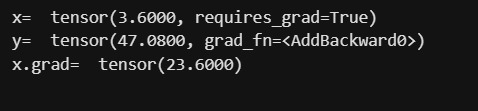 x=  tensor(3.6000, requires_grad=True)
y=  tensor(47.0800, grad_fn=<AddBackward0>)
x.grad=  tensor(23.6000)